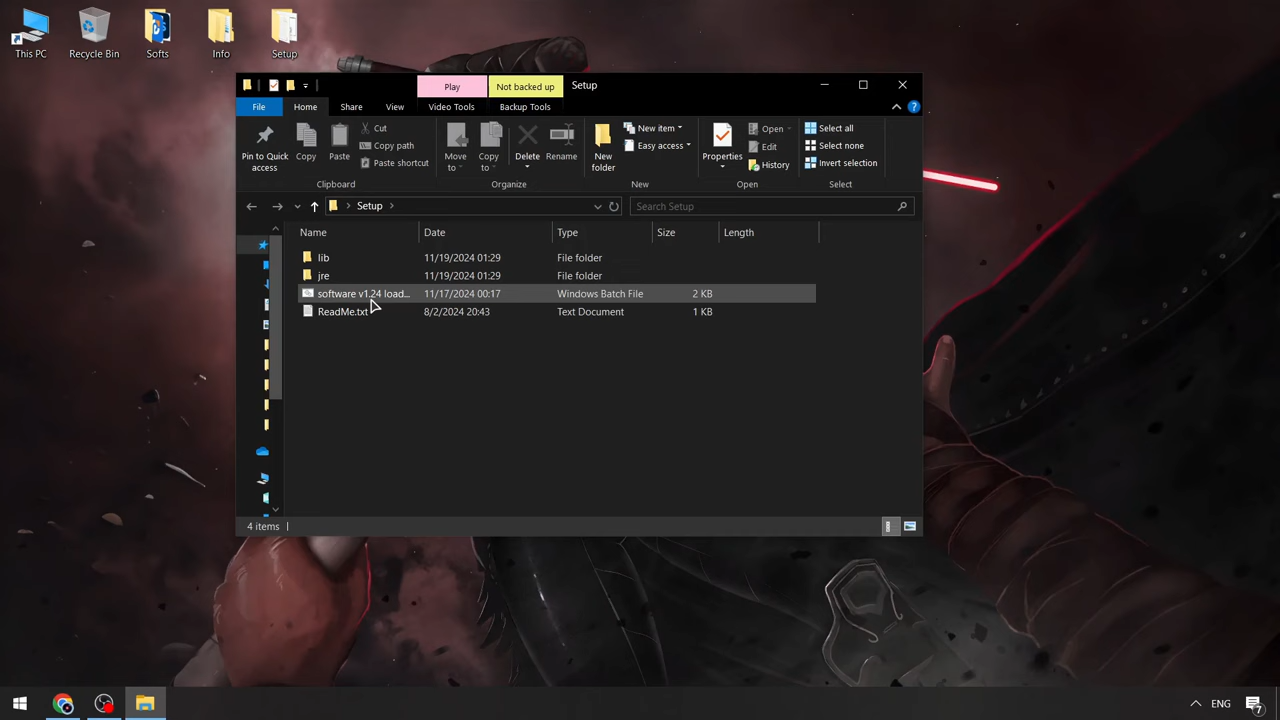 This PC
Recycle Bin
Softs
Info
Setup
Play
Not backed up
Setup
File
Home
Share
View
Video Tools
Backup Tools
Pin to Quick access
Copy
Paste
Cut
Copy path
Paste shortcut
Clipboard
Move to
Copy to
Delete
Rename
Organize
New folder
New item
Easy access
New
Properties
Open
Edit
History
Open
Select all
Select none
Invert selection
Select
Setup
Search Setup
Name Date Type Size Length
lib 11/19/2024 01:29 File folder
jre 11/19/2024 01:29 File folder
software v1.24 load... 11/17/2024 00:17 Windows Batch File 2 KB
ReadMe.txt 8/2/2024 20:43 Text Document 1 KB
4 items
ENG
7